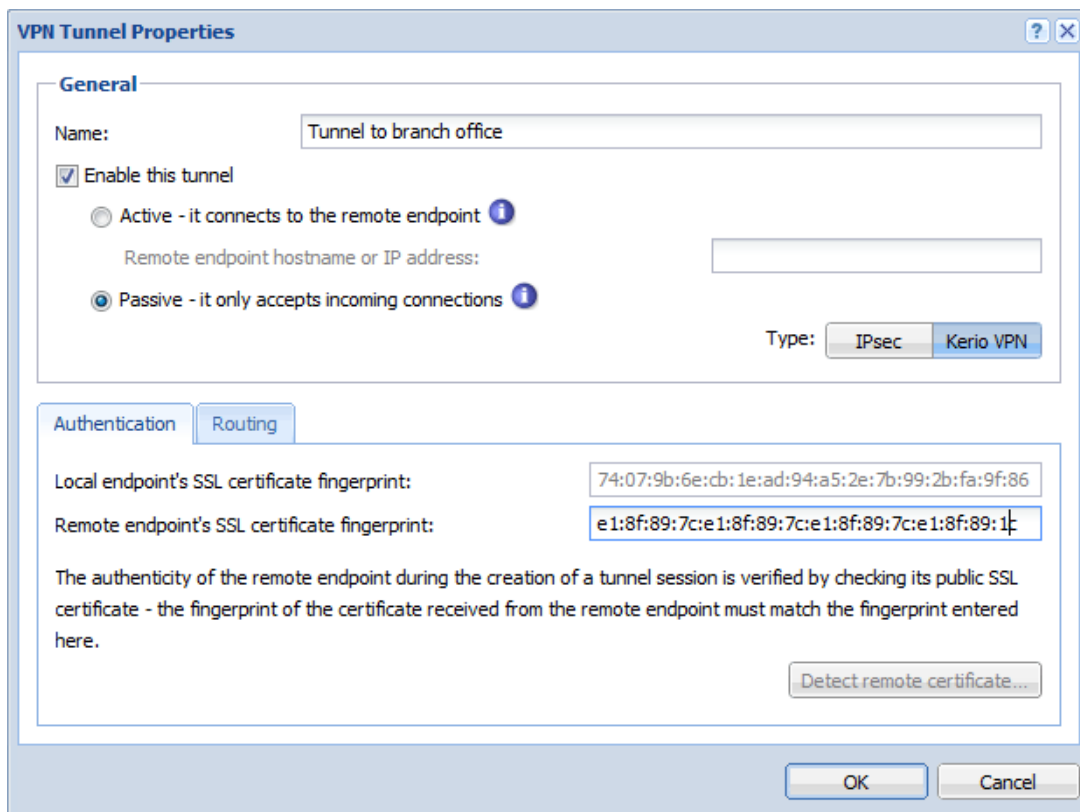 VPN Tunnel Properties
General
Name: Tunnel to branch office
Enable this tunnel
Active - it connects to the remote endpoint
Remote endpoint hostname or IP address:
Passive - it only accepts incoming connections
Type: IPsec Kerio VPN
Authentication Routing
Local endpoint's SSL certificate fingerprint: 74:07:9b:6e:cb:1e:ad:94:a5:2e:7b:99:2b:fa:9f:86
Remote endpoint's SSL certificate fingerprint: e1:8f:89:7c:e1:8f:89:7c:e1:8f:89:7c:e1:8f:89:1c
The authenticity of the remote endpoint during the creation of a tunnel session is verified by checking its public SSL
certificate - the fingerprint of the certificate received from the remote endpoint must match the fingerprint entered
here.
Detect remote certificate...
OK Cancel